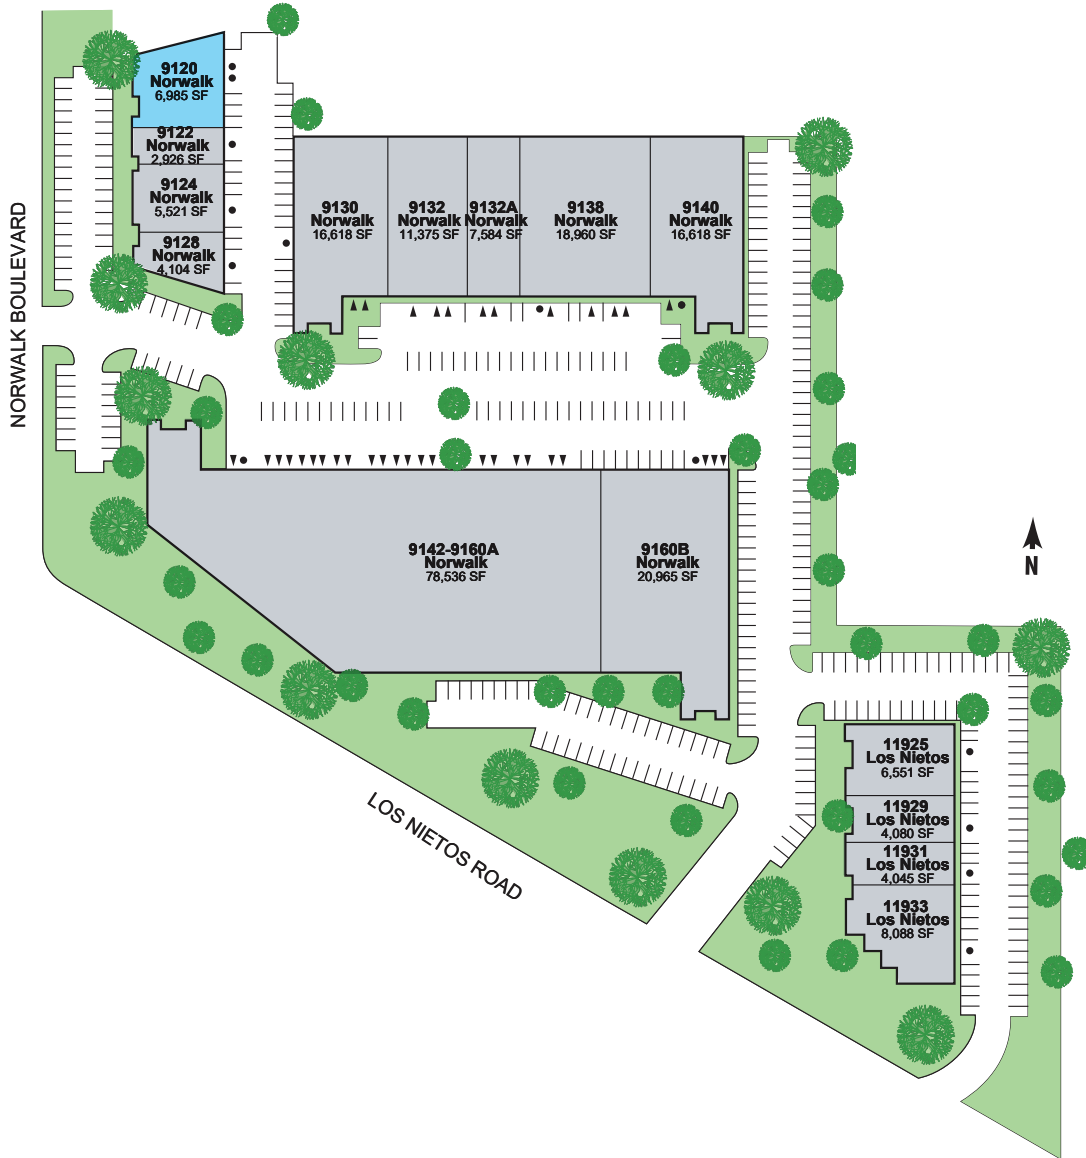 9120
Norwalk
6,985 SF
9122
Norwalk
2,926 SF
9124
Norwalk
5,521 SF
9128
Norwalk
4,104 SF
9130
Norwalk
16,618 SF
9132
Norwalk
11,375 SF
9132A
Norwalk
7,584 SF
9138
Norwalk
18,960 SF
9140
Norwalk
16,618 SF
NORWALK BOULEVARD
9142-9160A
Norwalk
78,536 SF
9160B
Norwalk
20,965 SF
N
LOS NIETOS ROAD
11925
Los Nietos
6,551 SF
11929
Los Nietos
4,080 SF
11931
Los Nietos
4,045 SF
11933
Los Nietos
8,088 SF